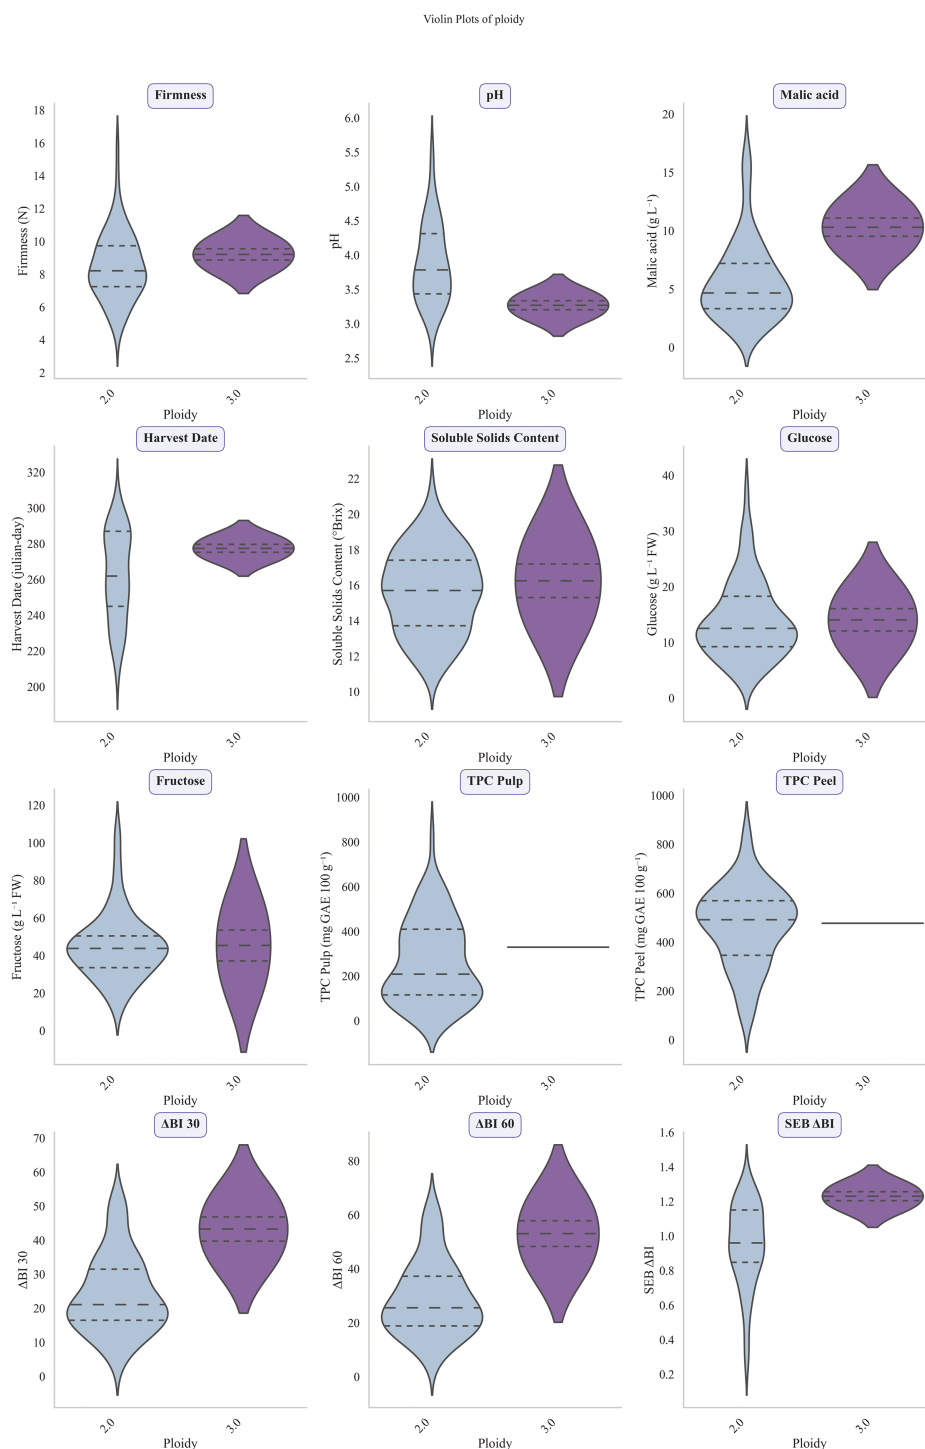 Violin Plots of ploidy
Firmness
Firmness (N)
18
16
14
12
10
8
6
4
2
2.0
3.0
Ploidy
pH
pH
6.0
5.5
5.0
4.5
4.0
3.5
3.0
2.5
2.0
3.0
Ploidy
Malic acid
Malic acid (g L⁻¹)
20
15
10
5
0
2.0
3.0
Ploidy
Harvest Date
Harvest Date (julian-day)
320
300
280
260
240
220
200
2.0
3.0
Ploidy
Soluble Solids Content
Soluble Solids Content (°Brix)
22
20
18
16
14
12
10
2.0
3.0
Ploidy
Glucose
Glucose (g L⁻¹ FW)
40
30
20
10
0
2.0
3.0
Ploidy
Fructose
Fructose (g L⁻¹ FW)
120
100
80
60
40
20
0
2.0
3.0
Ploidy
TPC Pulp
TPC Pulp (mg GAE 100 g⁻¹)
1000
800
600
400
200
0
2.0
3.0
Ploidy
TPC Peel
TPC Peel (mg GAE 100 g⁻¹)
1000
800
600
400
200
0
2.0
3.0
Ploidy
ΔBI 30
ΔBI 30
70
60
50
40
30
20
10
0
2.0
3.0
Ploidy
ΔBI 60
ΔBI 60
80
60
40
20
0
2.0
3.0
Ploidy
SEB ΔBI
SEB ΔBI
1.6
1.4
1.2
1.0
0.8
0.6
0.4
0.2
2.0
3.0
Ploidy